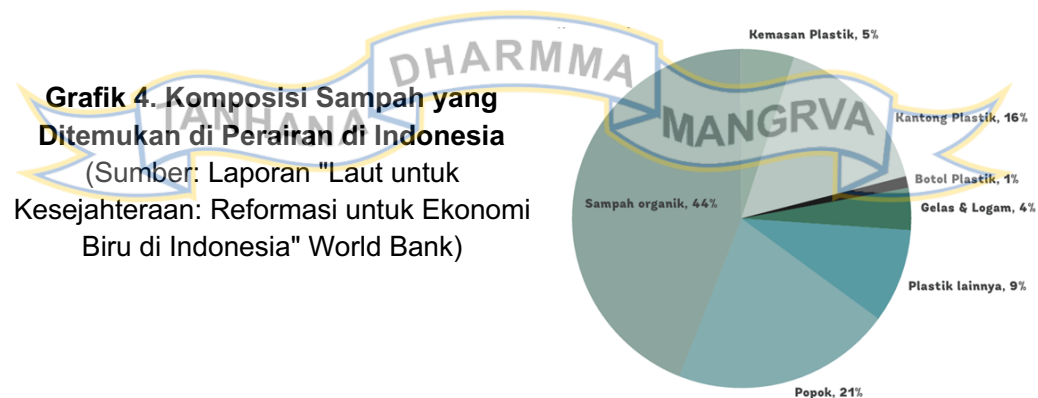 Grafik 4. Komposisi Sampah yang
Ditemukan di Perairan di Indonesia
(Sumber: Laporan "Laut untuk
Kesejahteraan: Reformasi untuk Ekonomi
Biru di Indonesia" World Bank)
TANHANA DHARMMA MANGRVA
Kemasan Plastik, 5%
Kantong Plastik, 16%
Botol Plastik, 1%
Gelas & Logam, 4%
Plastik lainnya, 9%
Popok, 21%
Sampah organik, 44%